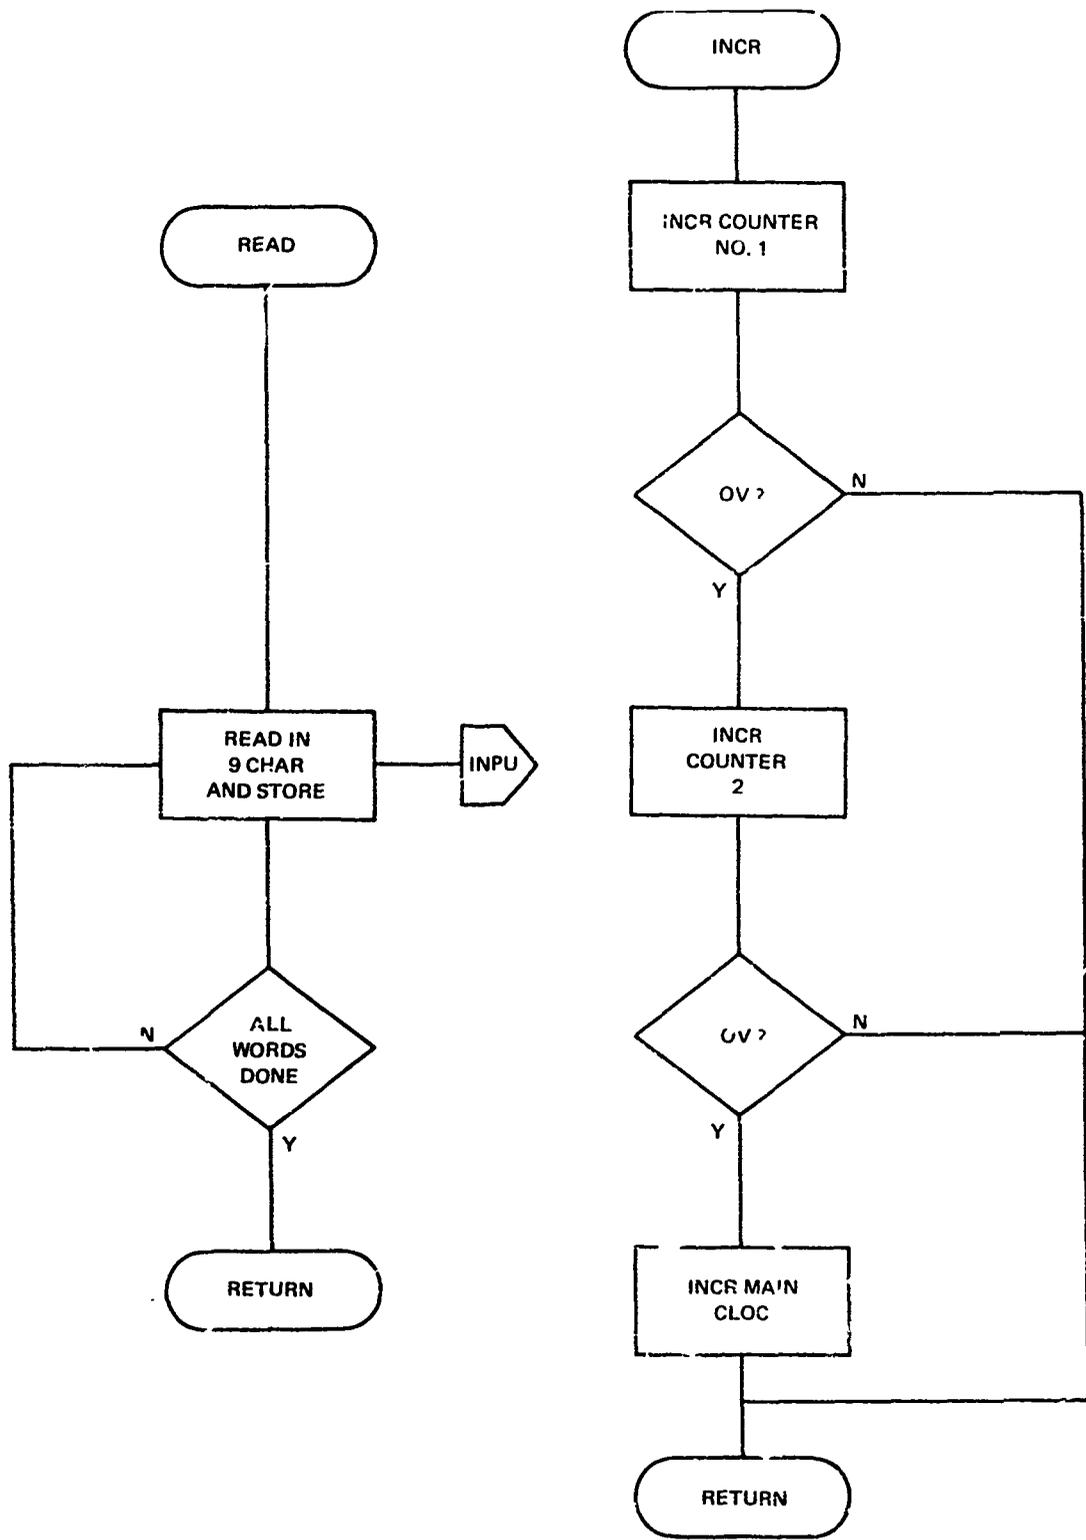 READ
READ IN
9 CHAR
AND STORE
INPU
N
ALL
WORDS
DONE
Y
RETURN
INCR
INCR COUNTER
NO. 1
OV?
N
Y
INCR
COUNTER
2
OV?
N
Y
INCR MAIN
CLOC
RETURN